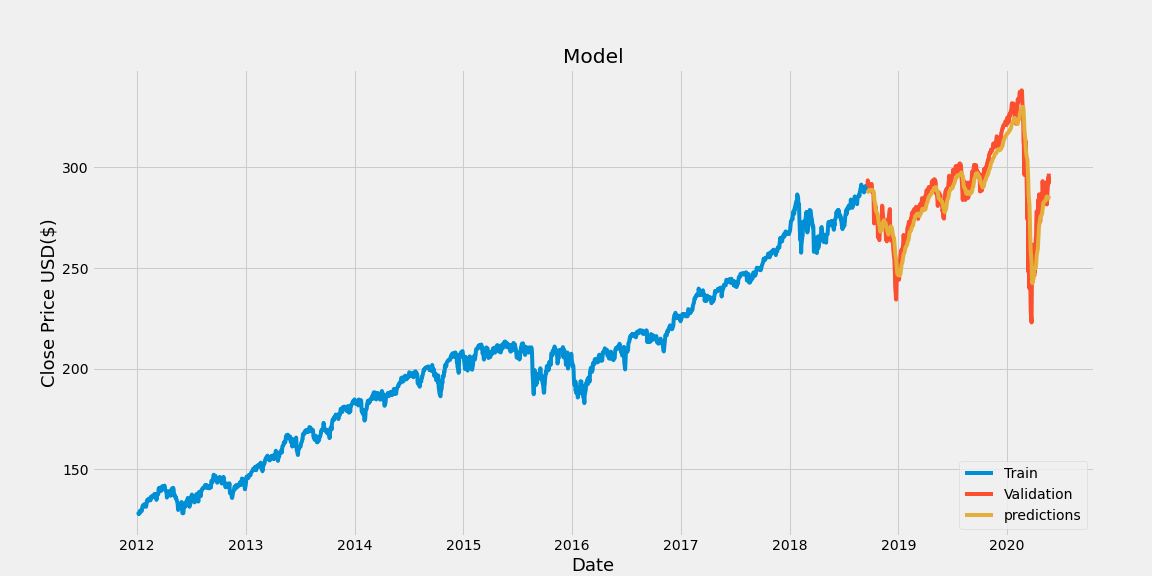 Model
Close Price USD($)
300
250
200
150
2012 2013 2014 2015 2016 2017 2018 2019 2020
Date
Train
Validation
predictions